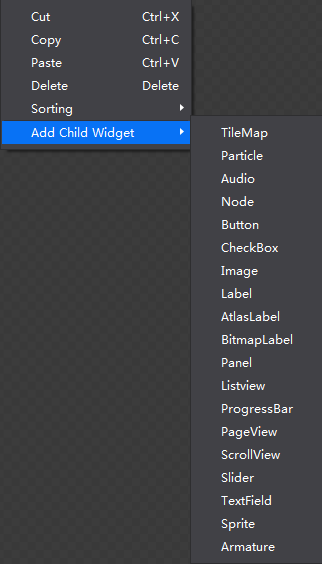 Cut Ctrl+X
Copy Ctrl+C
Paste Ctrl+V
Delete Delete
Sorting
Add Child Widget
TileMap
Particle
Audio
Node
Button
CheckBox
Image
Label
AtlasLabel
BitmapLabel
Panel
Listview
ProgressBar
PageView
ScrollView
Slider
TextField
Sprite
Armature